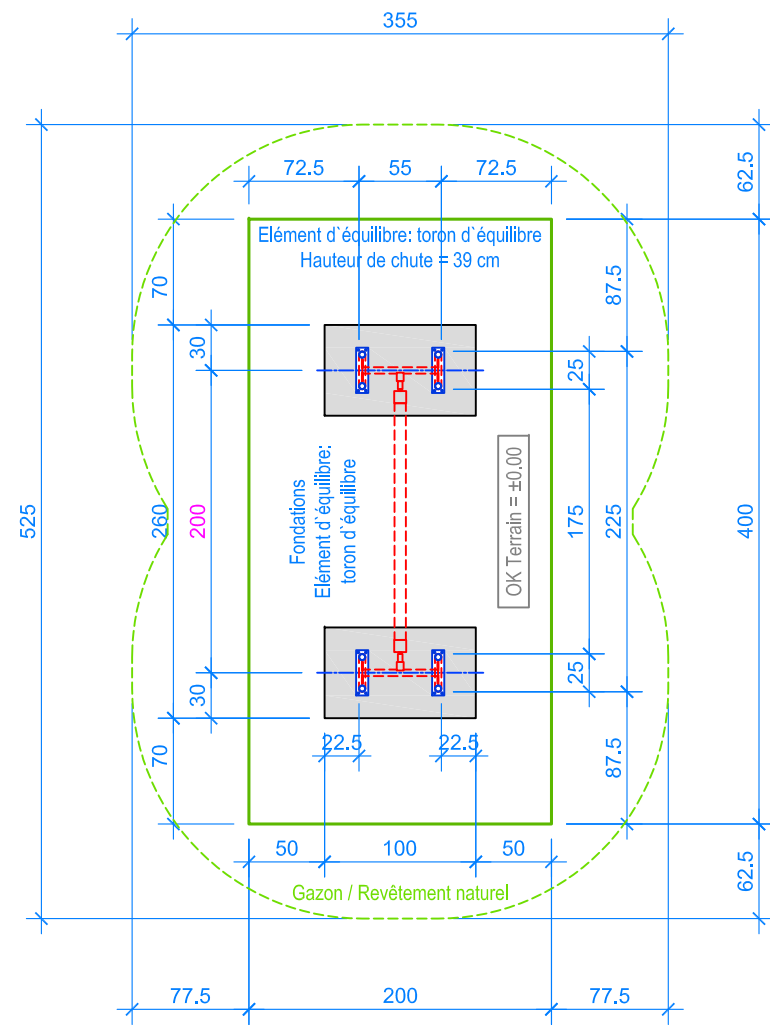 355
72.5 55 72.5
62.5
Elément d`équilibre: toron d`équilibre
Hauteur de chute = 39 cm
70
87.5
30
25
Fondations
Elément d`équilibre:
toron d`équilibre
OK Terrain = ±0.00
525
260
200
175
225
400
25
30
22.5
22.5
70
87.5
50 100 50
62.5
Gazon / Revêtement naturel
77.5 200 77.5